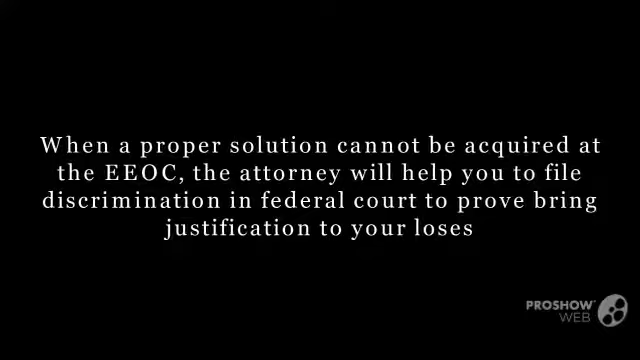 When a proper solution cannot be acquired at
the EEOC, the attorney will help you to file
discrimination in federal court to prove bring
justification to your loses
PROSHOW
WEB